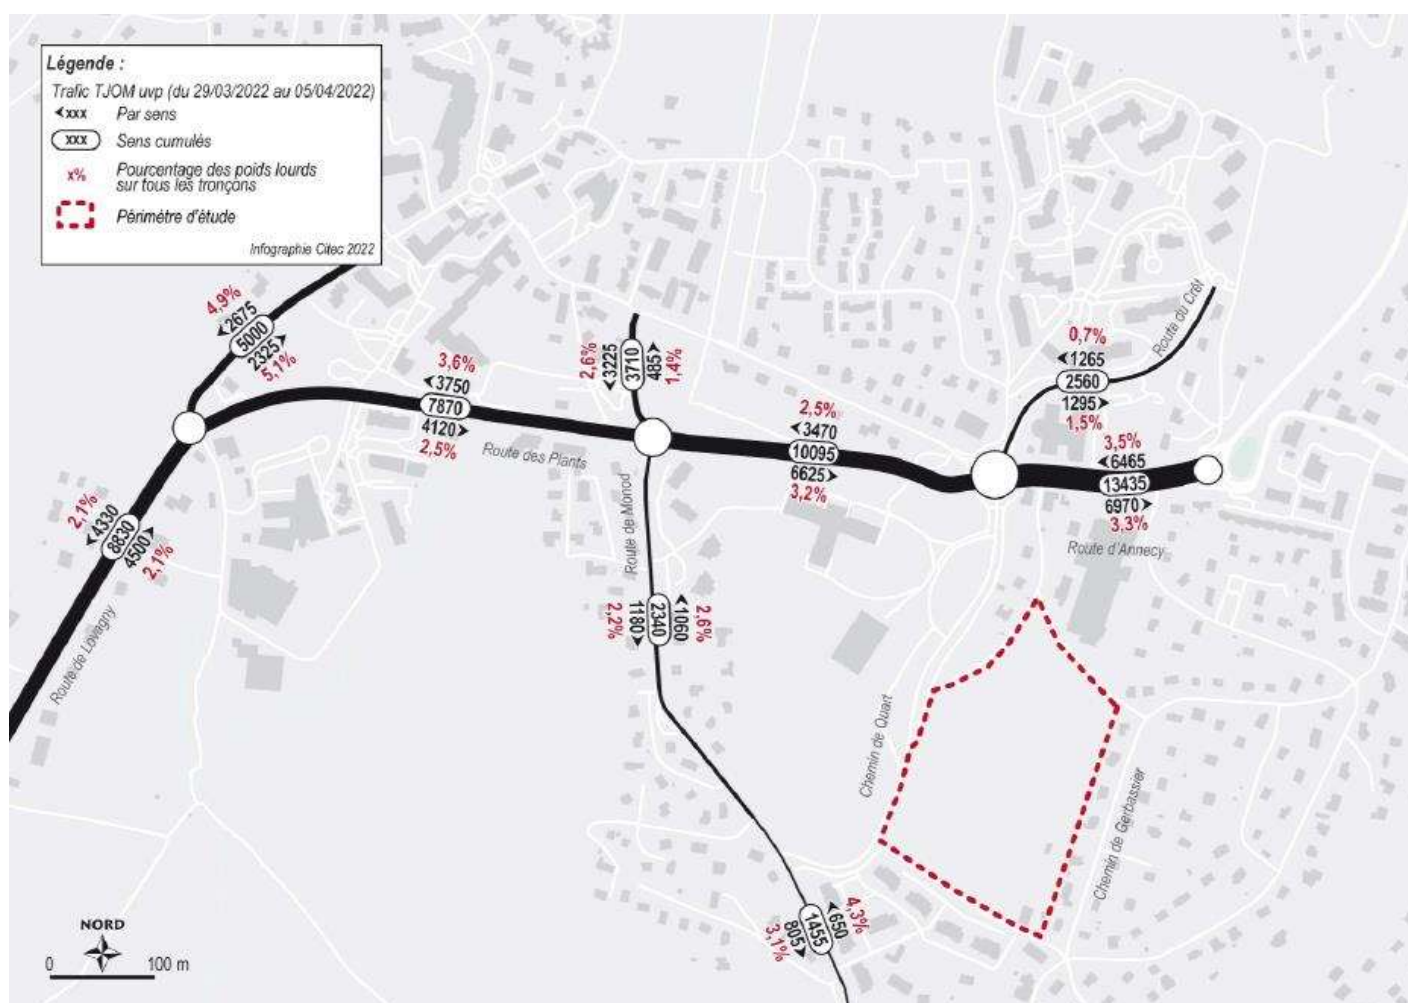 Légende :
Trafic TJOM uvp (du 29/03/2022 au 05/04/2022)
xxx Par sens
xxx Sens cumulés
x% Pourcentage des poids lourds
sur tous les tronçons
Périmètre d'étude
Infographie Citec 2022
4,9%
2675
5000
2325
5,1%
3,6%
3750
7870
4120
2,5%
Route des Plants
2,6%
3225
3710
485
1,4%
2,5%
3470
10095
6625
3,2%
0,7%
1265
2560
1295
1,5%
Route du Crêt
3,5%
6465
13435
6970
3,3%
Route d'Annecy
2,1%
4330
8830
4500
2,1%
Route de Lovagny
Route de Monod
2,2%
1180
2340
1060
2,6%
Chemin de Quart
Chemin de Gerbassier
3,1%
805
1455
650
4,3%
NORD
0 100 m